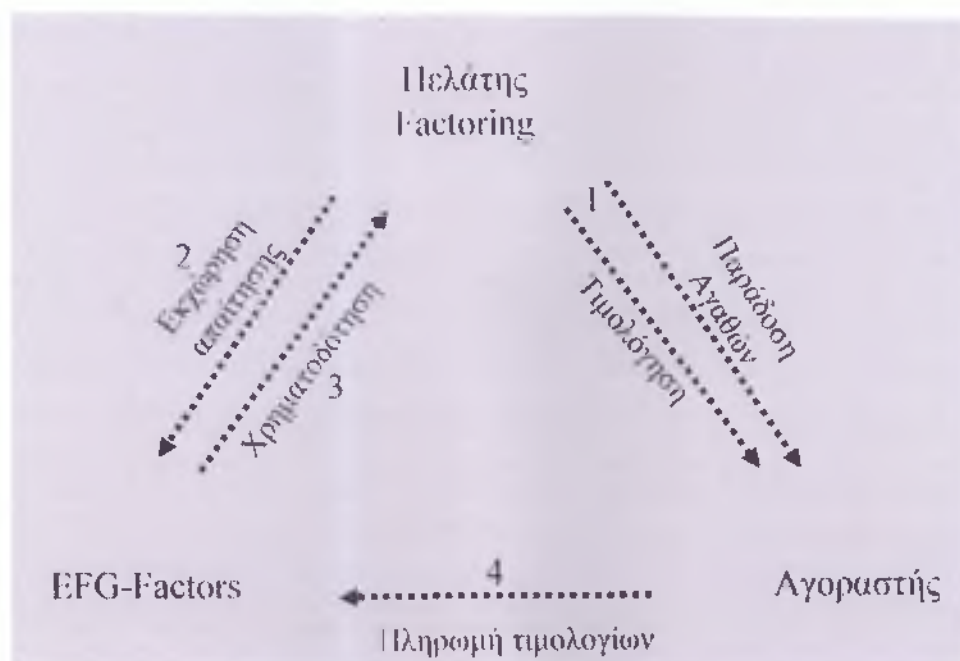 Πελάτης
Factoring
1
Παράδοση
Αγαθών
Τιμολόγηση
2
Εκχώρηση
απαίτησης
Χρηματοδότηση
3
EFG-Factors
4
Πληρωμή τιμολογίων
Αγοραστής